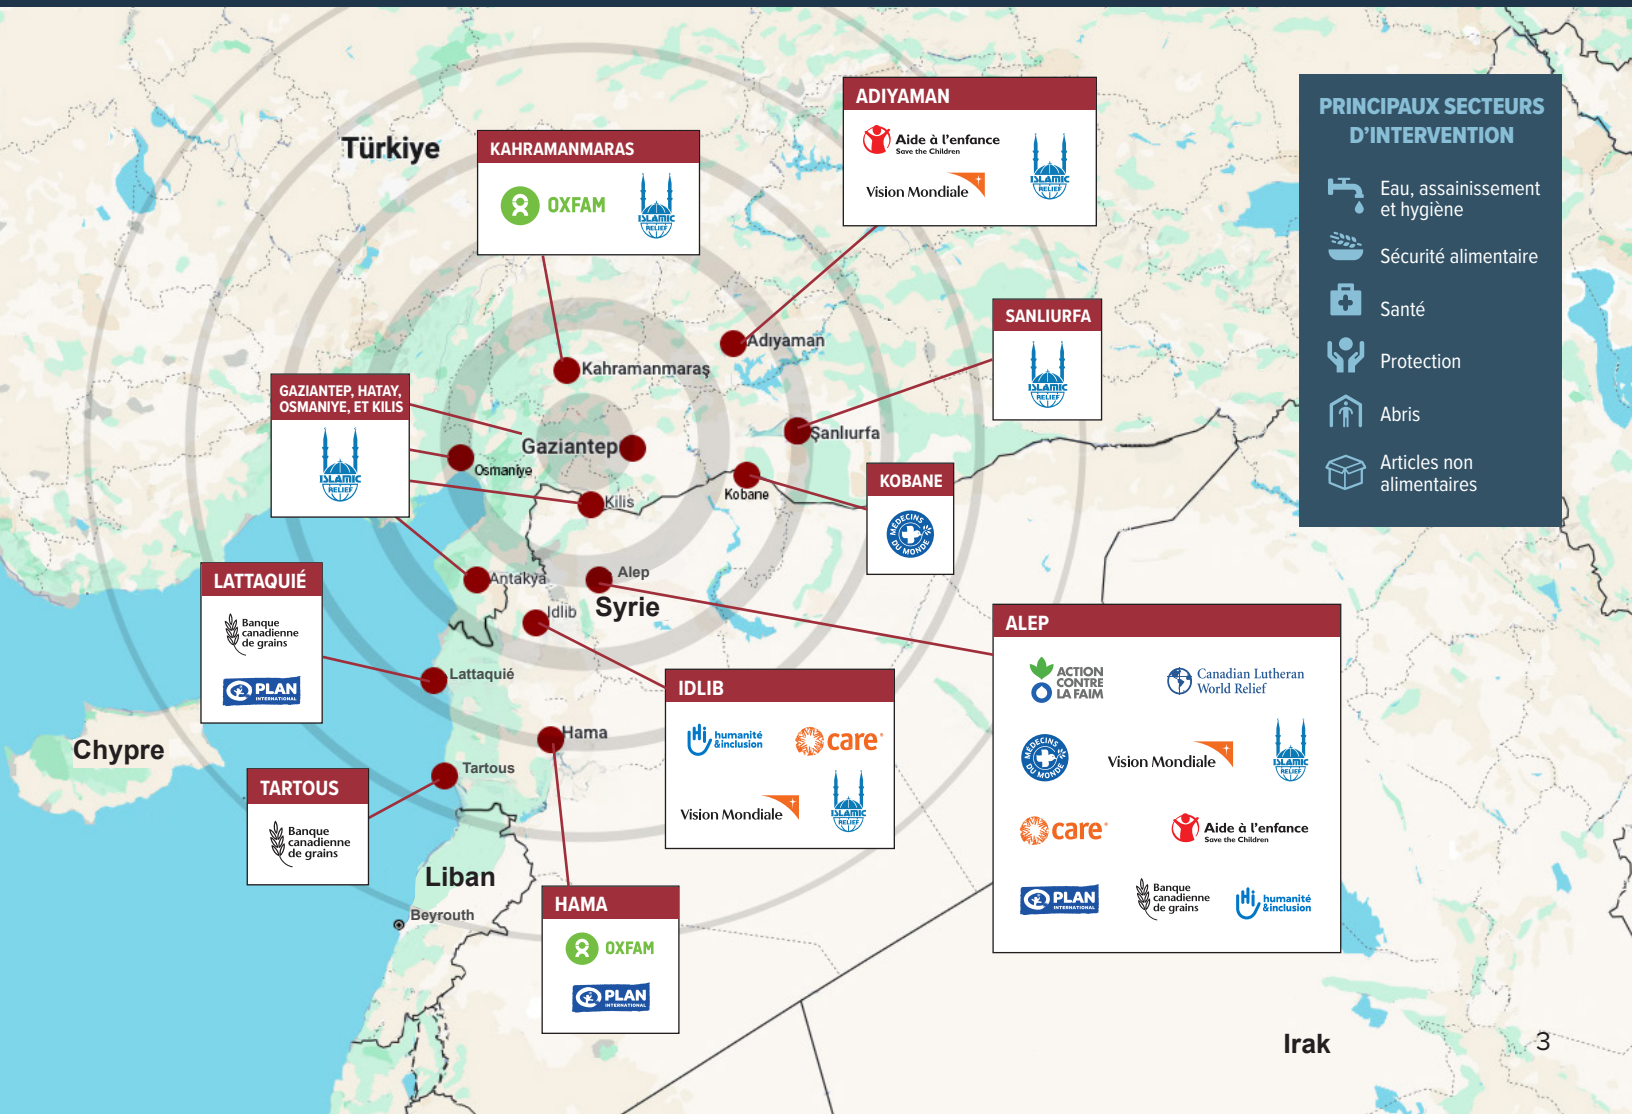 Türkiye
KAHRAMANMARAS
OXFAM
ISLAMIC
RELIEF
ADIYAMAN
Aide à l'enfance
Save the Children
Vision Mondiale
ISLAMIC
RELIEF
PRINCIPAUX SECTEURS
D'INTERVENTION
Eau, assainissement
et hygiène
Sécurité alimentaire
Santé
Protection
Abris
Articles non
alimentaires
SANLIURFA
ISLAMIC
RELIEF
Adıyaman
Kahramanmaraş
GAZIANTEP, HATAY,
OSMANIYE, ET KILIS
ISLAMIC
RELIEF
Gaziantep
Şanlıurfa
Osmaniye
Kilis
Kobane
KOBANE
MÉDECINS
DU MONDE
Antakya
Alep
Syrie
Idlib
LATTAQUIÉ
Banque
canadienne
de grains
PLAN
INTERNATIONAL
Lattaquié
Hama
Tartous
Chypre
TARTOUS
Banque
canadienne
de grains
Liban
Beyrouth
IDLIB
humanité
&inclusion
care
Vision Mondiale
ISLAMIC
RELIEF
HAMA
OXFAM
PLAN
INTERNATIONAL
ALEP
ACTION
CONTRE
LA FAIM
Canadian Lutheran
World Relief
MÉDECINS
DU MONDE
Vision Mondiale
ISLAMIC
RELIEF
care
Aide à l'enfance
Save the Children
PLAN
INTERNATIONAL
Banque
canadienne
de grains
humanité
&inclusion
Irak
3